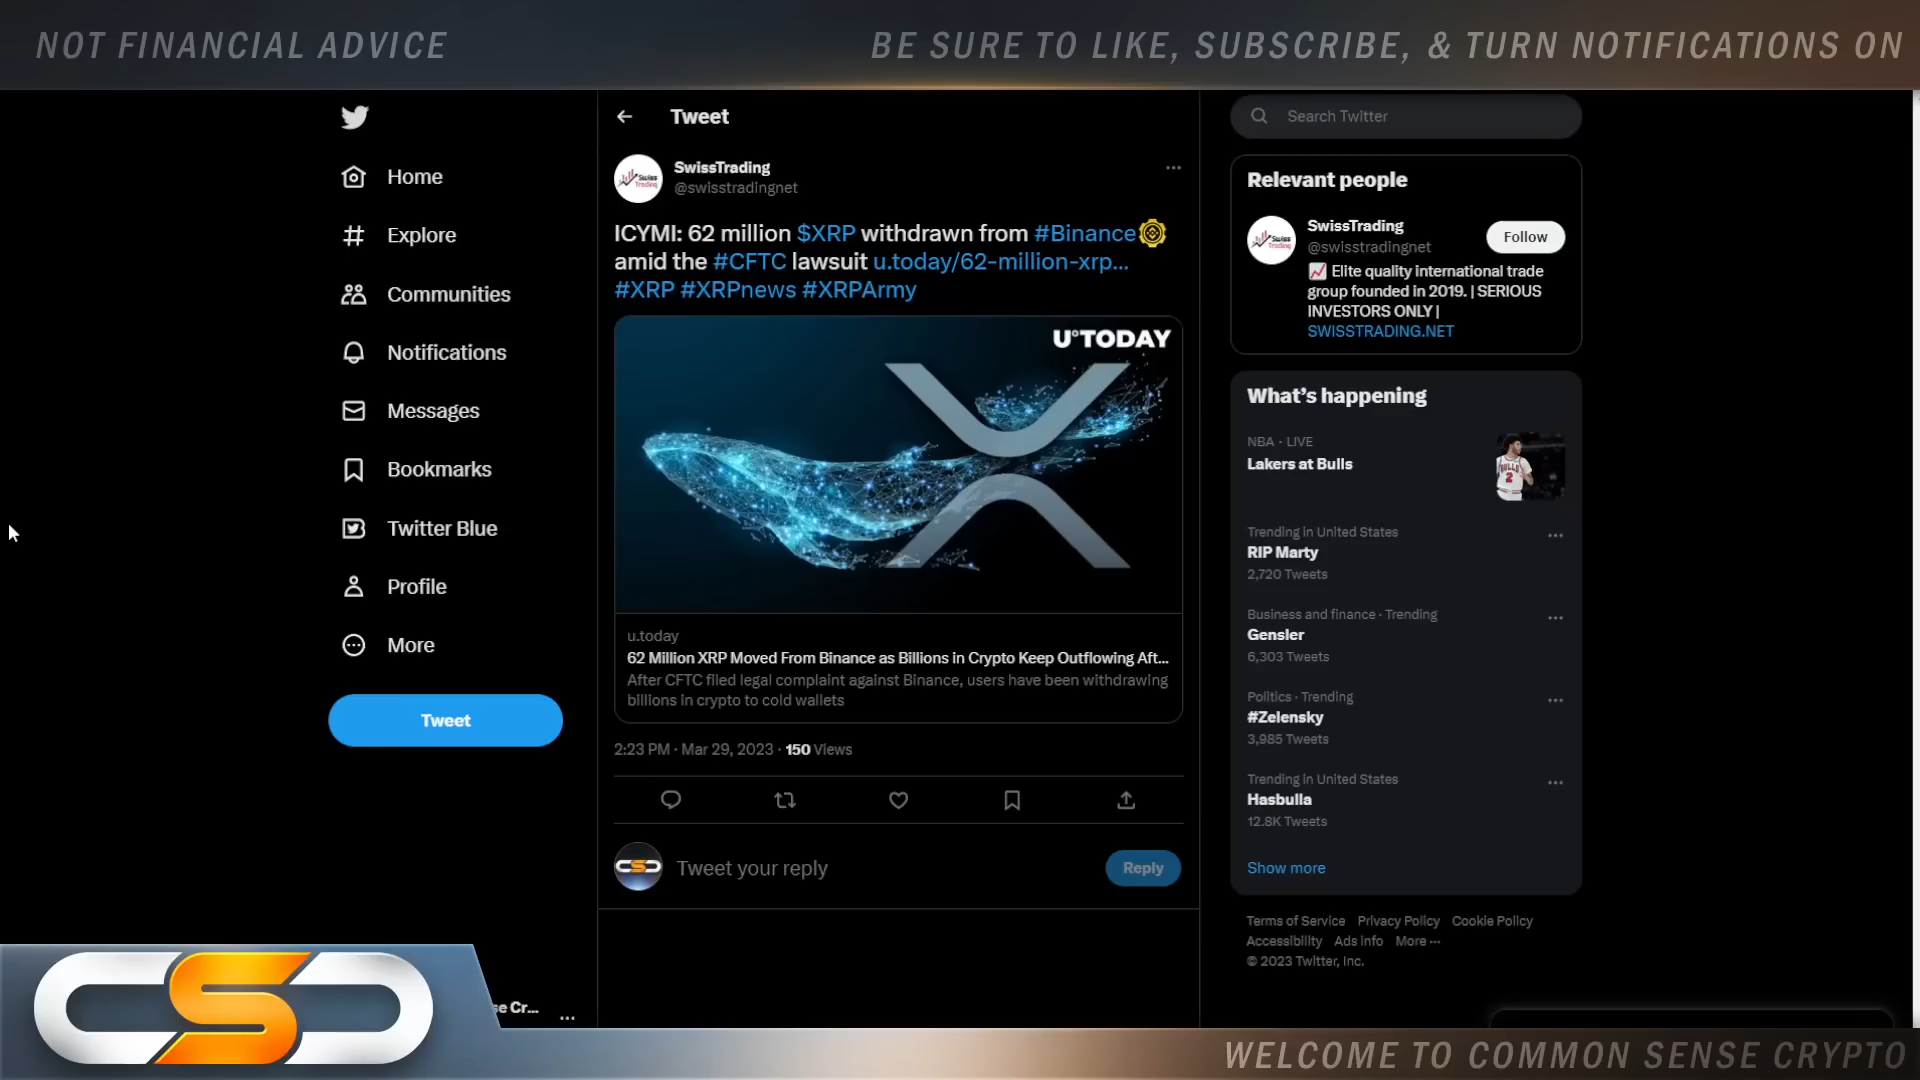 NOT FINANCIAL ADVICE
BE SURE TO LIKE, SUBSCRIBE, & TURN NOTIFICATIONS ON
Home
Explore
Communities
Notifications
Messages
Bookmarks
Twitter Blue
Profile
More
Tweet
se Cr...
Tweet
SwissTrading
@swisstradingnet
ICYMI: 62 million $XRP withdrawn from #Binance
amid the #CFTC lawsuit u.today/62-million-xrp...
#XRP #XRPnews #XRPArmy
U°TODAY
u.today
62 Million XRP Moved From Binance as Billions in Crypto Keep Outflowing Aft...
After CFTC filed legal complaint against Binance, users have been withdrawing
billions in crypto to cold wallets
2:23 PM · Mar 29, 2023 · 150 Views
Tweet your reply
Reply
Search Twitter
Relevant people
SwissTrading
@swisstradingnet
Follow
Elite quality international trade
group founded in 2019. | SERIOUS
INVESTORS ONLY |
SWISSTRADING.NET
What's happening
NBA · LIVE
Lakers at Bulls
Trending in United States
RIP Marty
2,720 Tweets
Business and finance · Trending
Gensler
6,303 Tweets
Politics · Trending
#Zelensky
3,985 Tweets
Trending in United States
Hasbulla
12.8K Tweets
Show more
Terms of Service Privacy Policy Cookie Policy
Accessibility Ads info More ...
© 2023 Twitter, Inc.
CSC
WELCOME TO COMMON SENSE CRYPTO